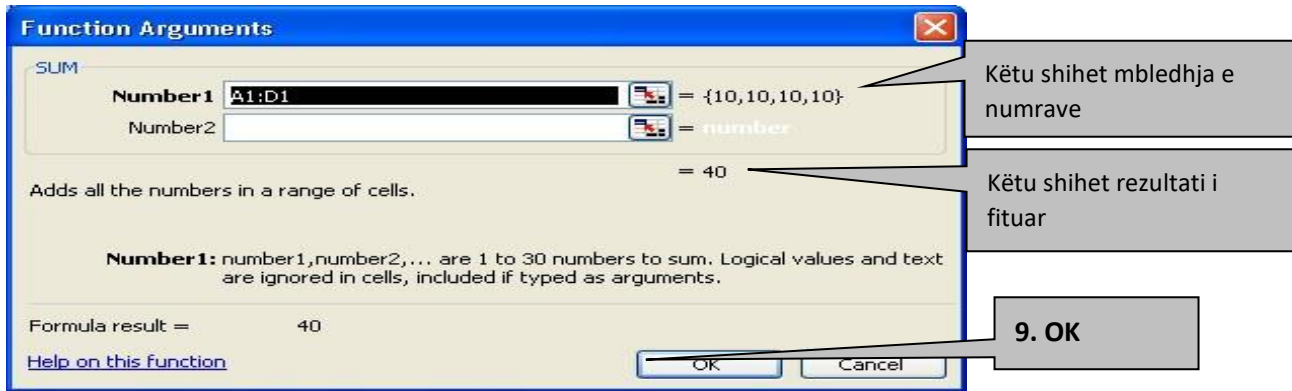 Function Arguments
SUM
Number1 A1:D1 = {10,10,10,10}
Number2 = number
= 40
Adds all the numbers in a range of cells.
Number1: number1,number2,... are 1 to 30 numbers to sum. Logical values and text
are ignored in cells, included if typed as arguments.
Formula result = 40
Help on this function
OK
Cancel
Këtu shihet mbledhja e
numrave
Këtu shihet rezultati i
fituar
9. OK